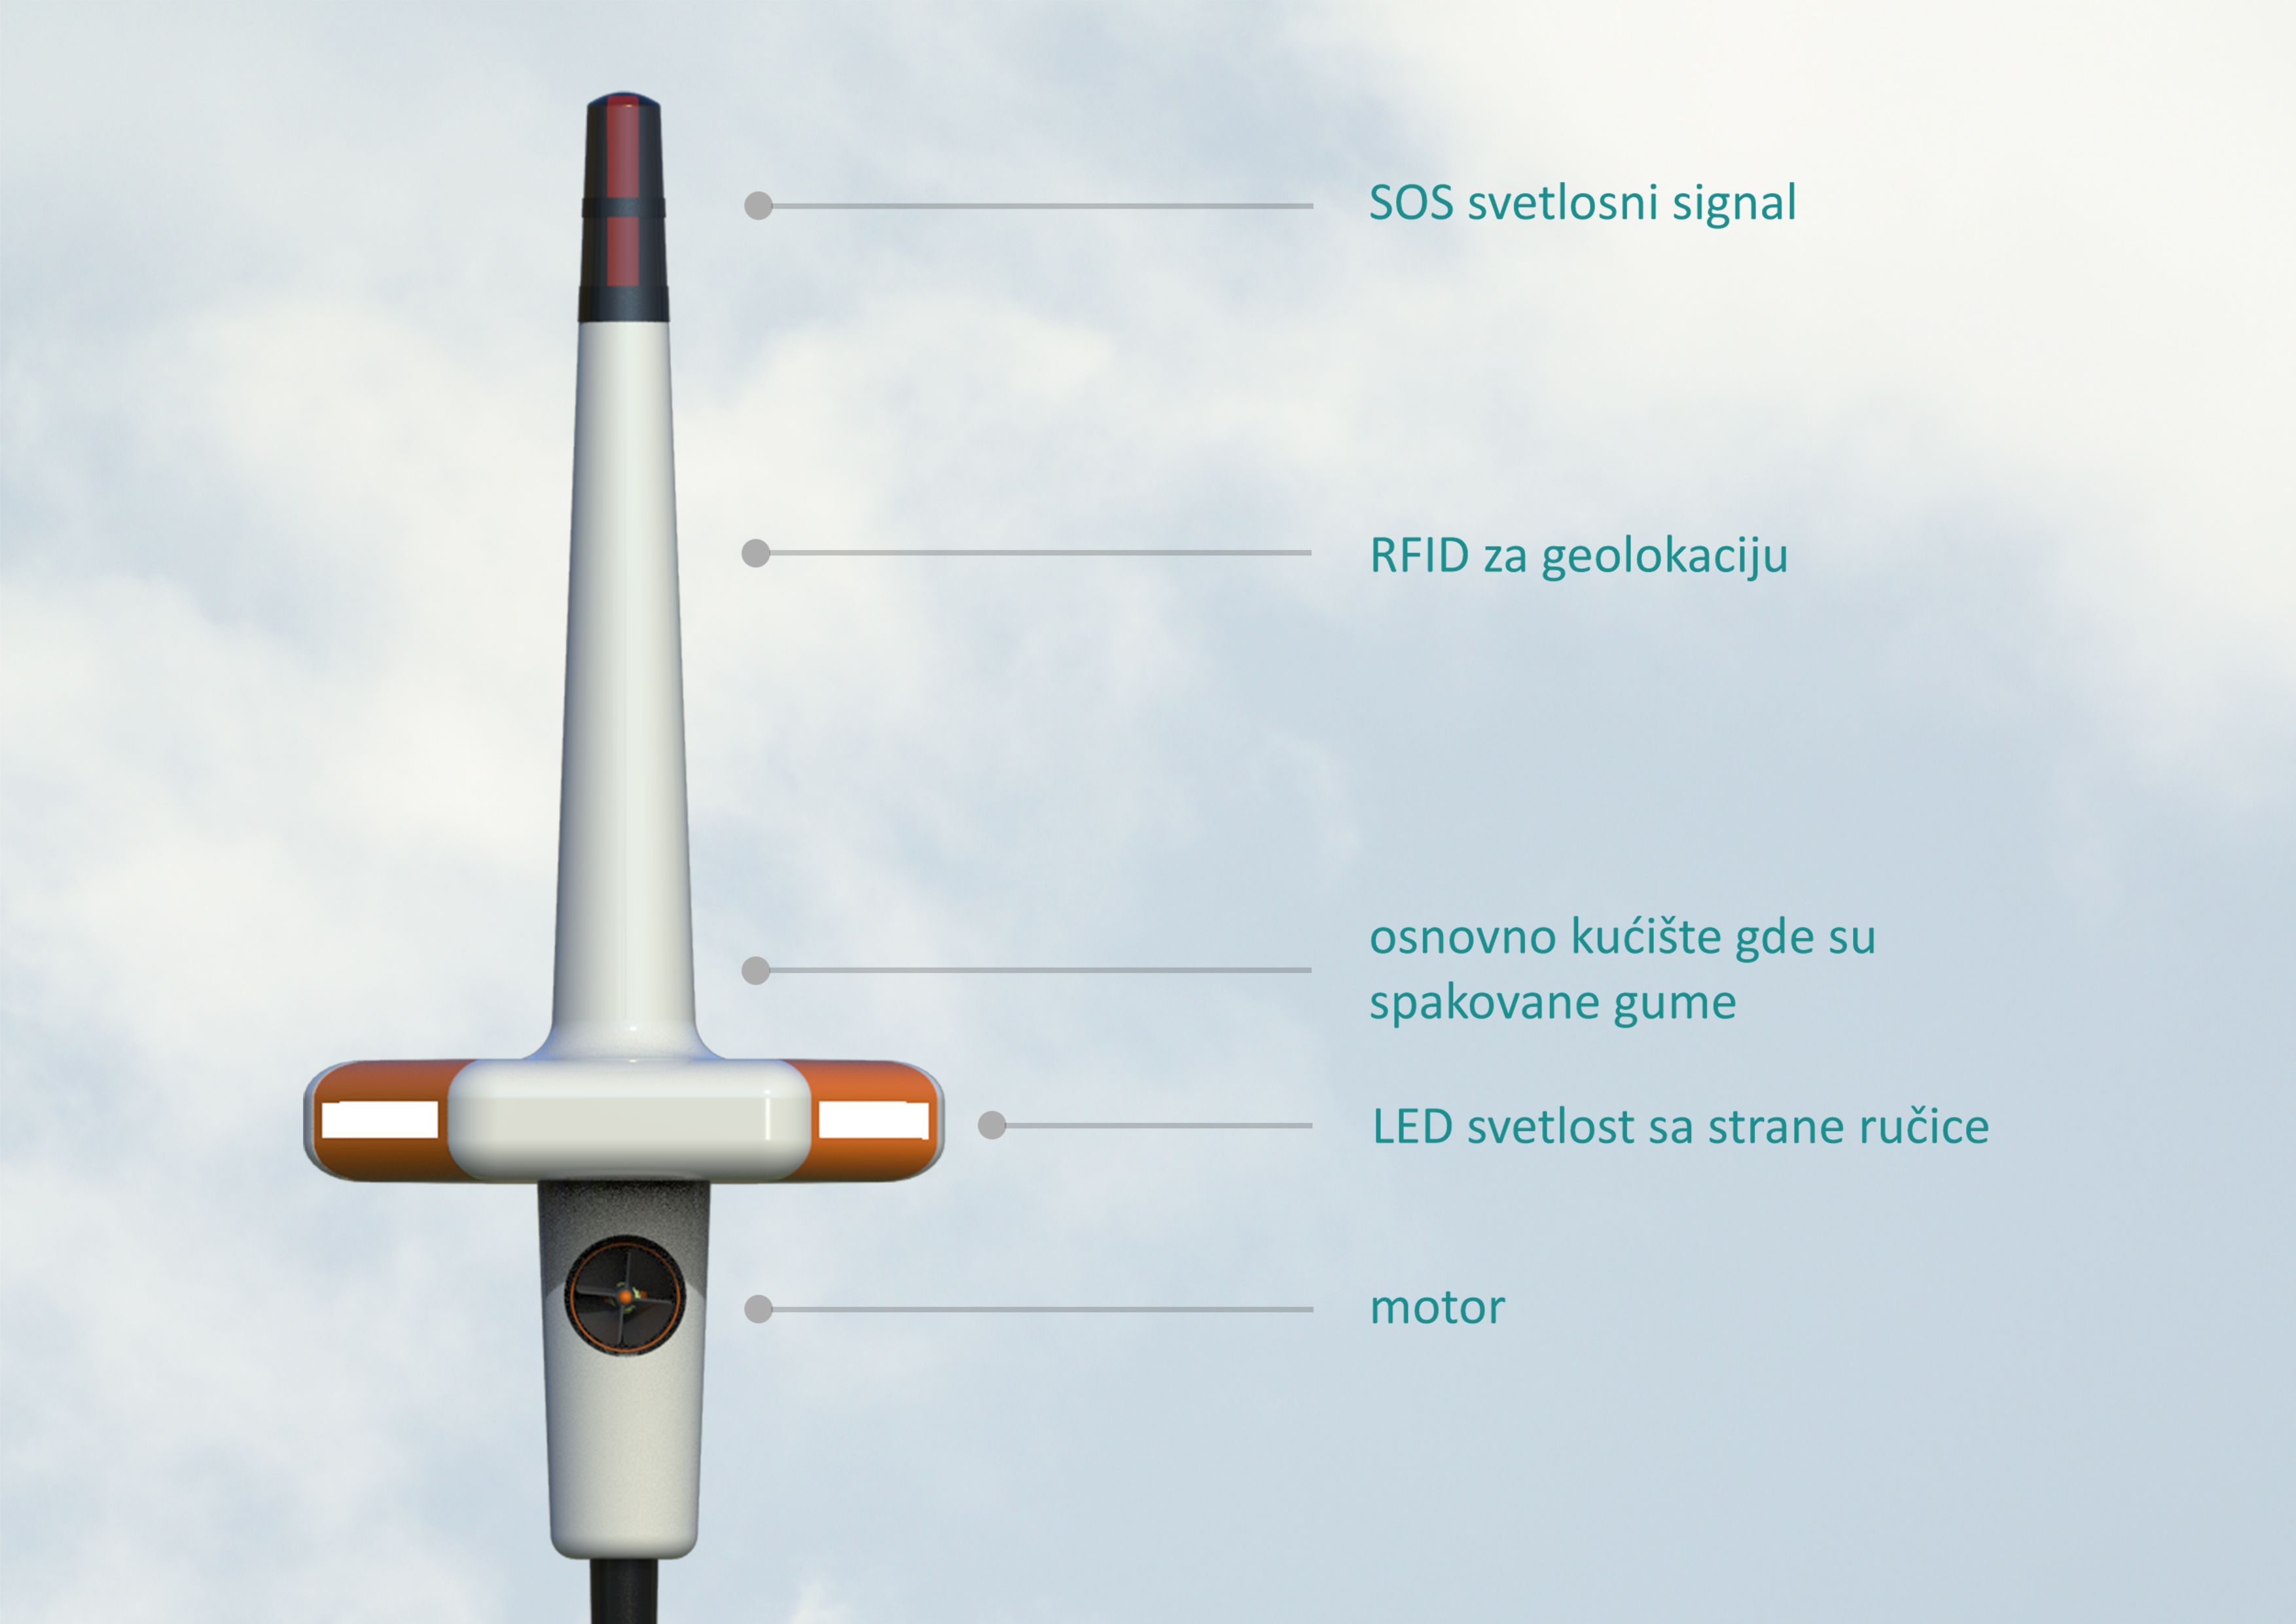 SOS svetlosni signal
RFID za geolokaciju
osnovno kućište gde su
spakovane gume
LED svetlost sa strane ručice
motor